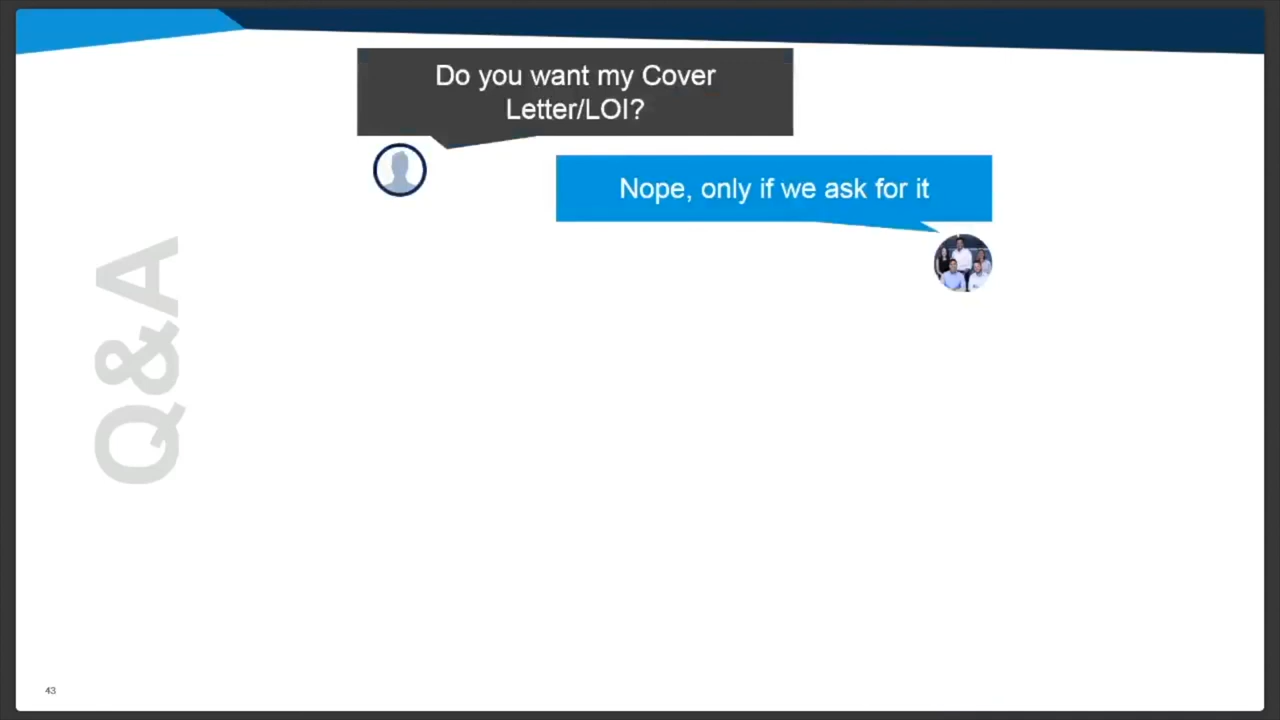 Do you want my Cover
Letter/LOI?
Nope, only if we ask for it
Q&A
43